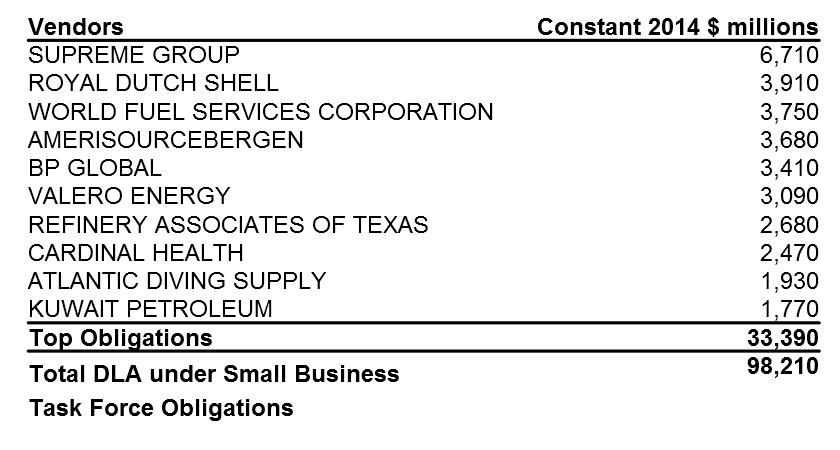 Vendors Constant 2014 $ millions
SUPREME GROUP 6,710
ROYAL DUTCH SHELL 3,910
WORLD FUEL SERVICES CORPORATION 3,750
AMERISOURCEBERGEN 3,680
BP GLOBAL 3,410
VALERO ENERGY 3,090
REFINERY ASSOCIATES OF TEXAS 2,680
CARDINAL HEALTH 2,470
ATLANTIC DIVING SUPPLY 1,930
KUWAIT PETROLEUM 1,770
Top Obligations 33,390
Total DLA under Small Business 98,210
Task Force Obligations